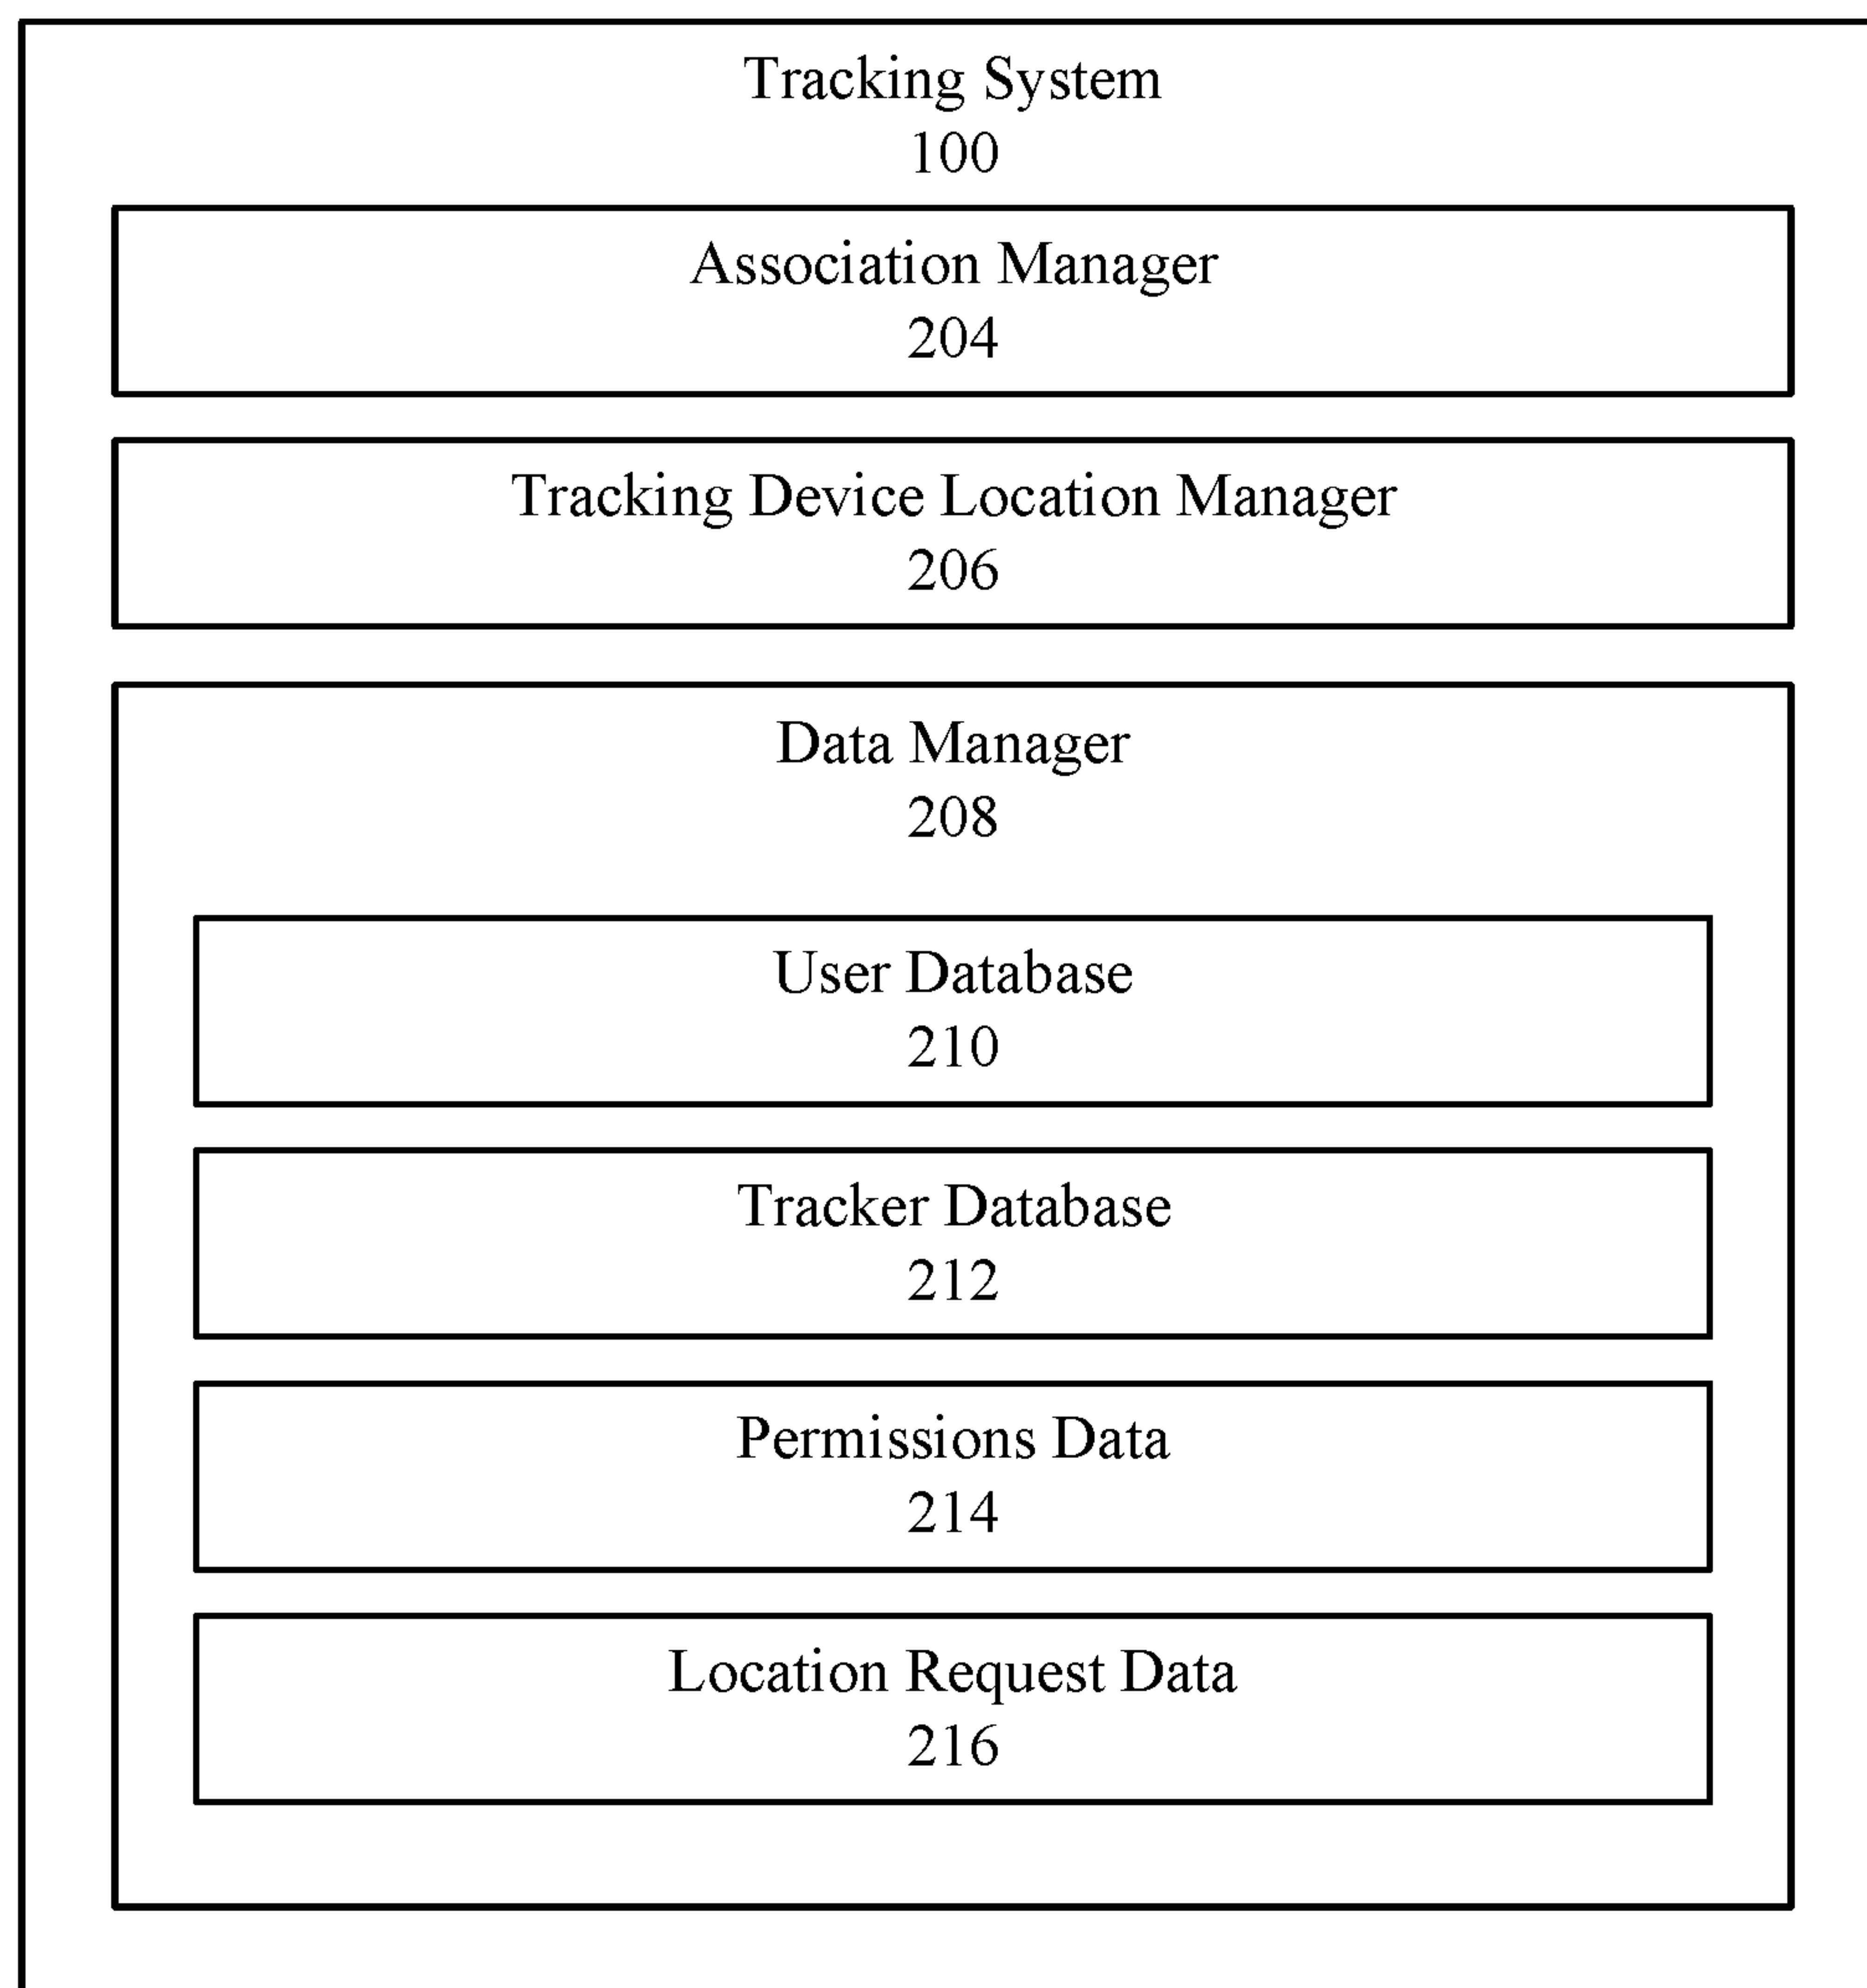 Tracking System
100
Association Manager
204
Tracking Device Location Manager
206
Data Manager
208
User Database
210
Tracker Database
212
Permissions Data
214
Location Request Data
216